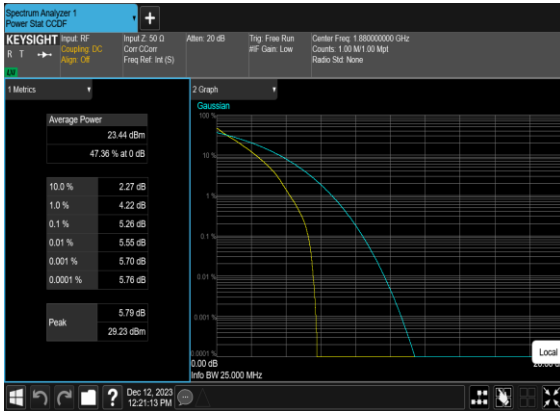 Spectrum Analyzer 1
Power Stat CCDF
KEYSIGHT
R T
LV
Input: RF
Coupling: DC
Align: Off
Input Z: 50 Ω
Corr CCorr
Freq Ref: Int (S)
Atten: 20 dB
Trig: Free Run
#IF Gain: Low
Center Freq: 1.880000000 GHz
Counts: 1.00 M/1.00 Mpt
Radio Std: None
1 Metrics
Average Power
23.44 dBm
47.36 % at 0 dB
10.0 % 2.27 dB
1.0 % 4.22 dB
0.1 % 5.26 dB
0.01 % 5.55 dB
0.001 % 5.70 dB
0.0001 % 5.76 dB
Peak
5.79 dB
29.23 dBm
2 Graph
Gaussian
100 %
10 %
1 %
0.1 %
0.01 %
0.001 %
0.0001 %
0.00 dB
Info BW 25.000 MHz
Local
Dec 12, 2023
12:21:13 PM